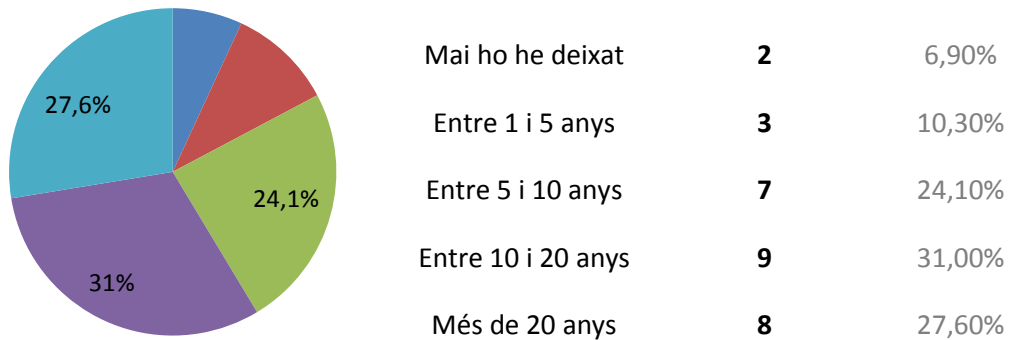 27,6%
24,1%
31%
Mai ho he deixat 2 6,90%
Entre 1 i 5 anys 3 10,30%
Entre 5 i 10 anys 7 24,10%
Entre 10 i 20 anys 9 31,00%
Més de 20 anys 8 27,60%